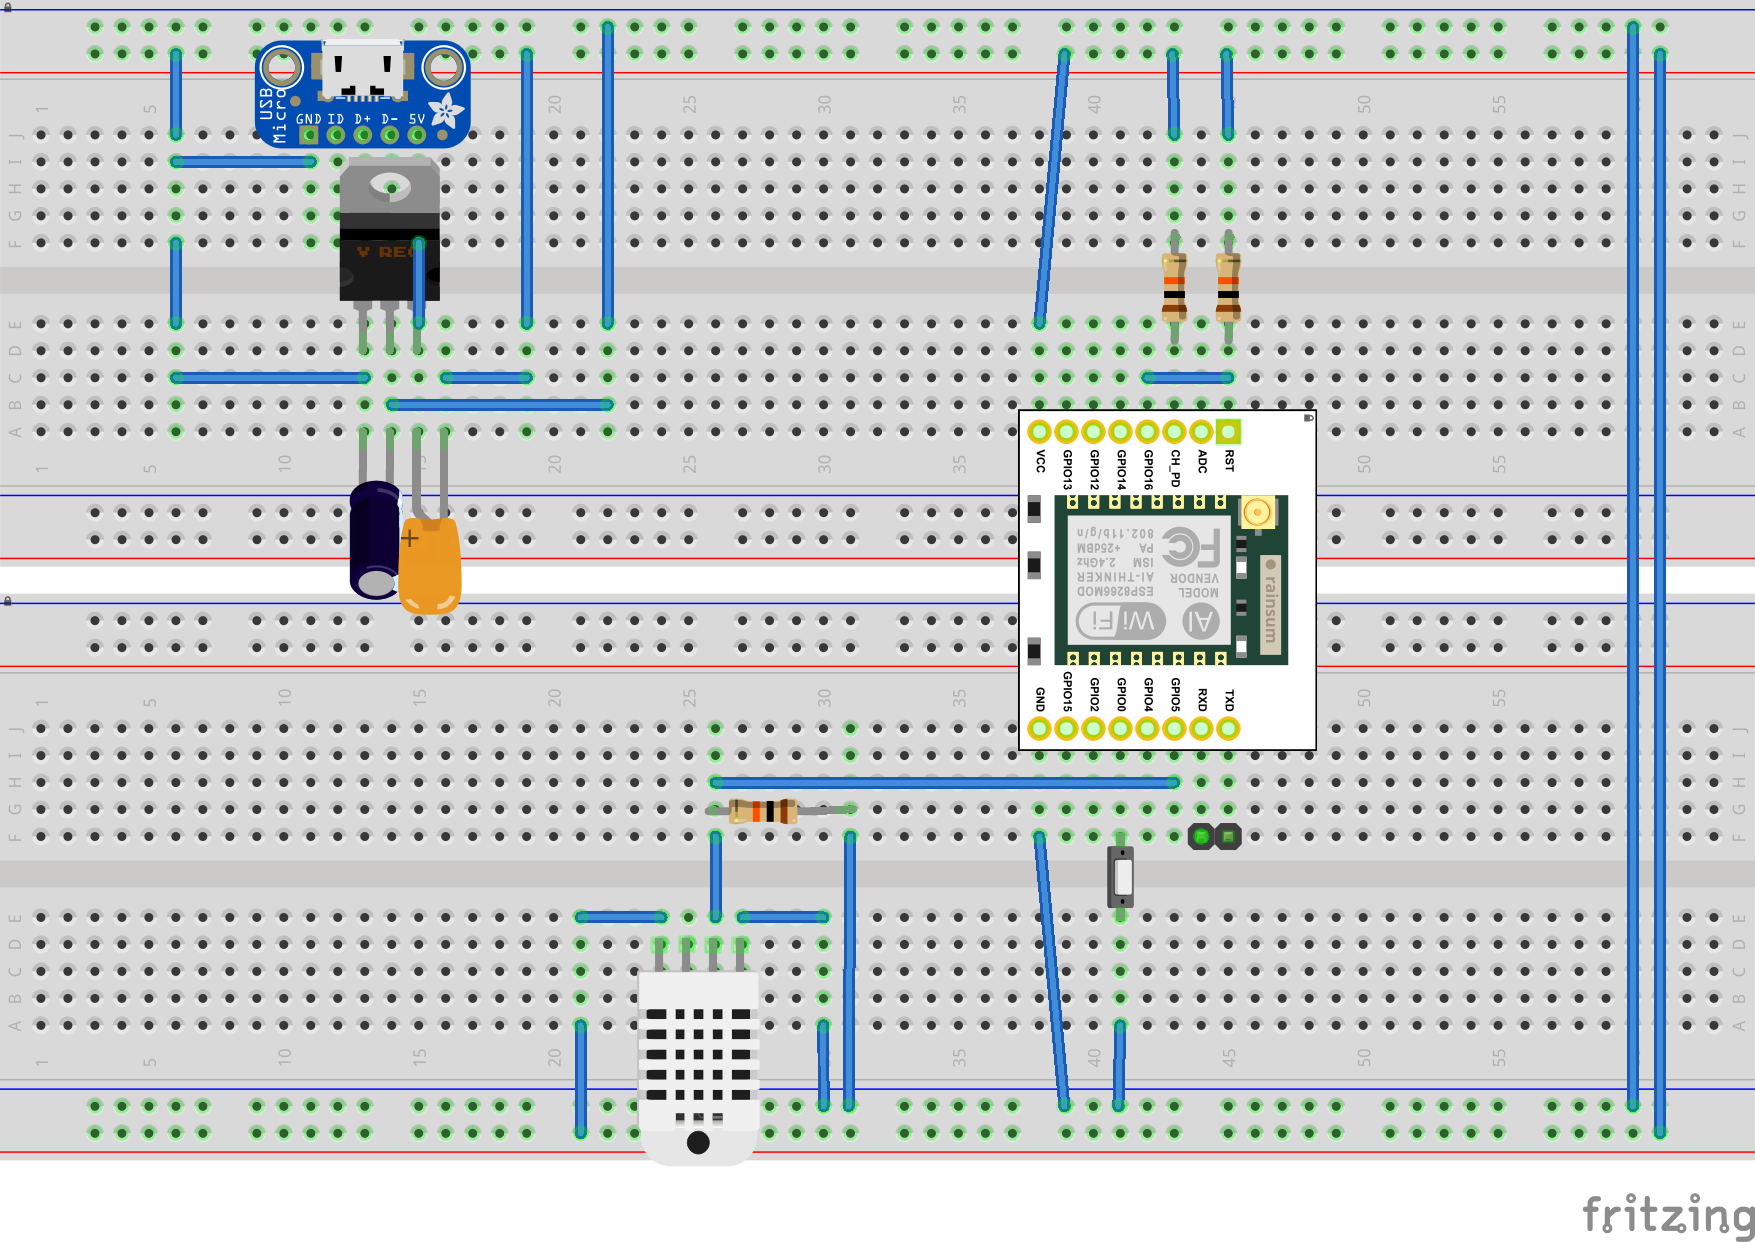 USB
Micro
GND ID D+ D- 5V
1 5 20 25 30 35 40 50 55
J J
I I
H H
G G
F F
V REG
E E
D D
C C
B B
A A
1 5 10 15 20 25 30 35 50 55
VCC GPIO13 GPIO12 GPIO14 GPIO16 CH_PD ADC RST
FC
802.11b/g/n
PA +25dBM
ISM 2.4GHz
AI-THINKER
ESP8266MOD
VENDOR
MODEL
WiFi
AI
rainsum
GND GPIO15 GPIO2 GPIO0 GPIO4 GPIO5 RXD TXD
1 5 10 15 20 25 30 35 50 55
J J
I I
H H
G G
F F
E E
D D
C C
B B
A A
1 5 10 15 20 35 40 45 50 55
fritzing